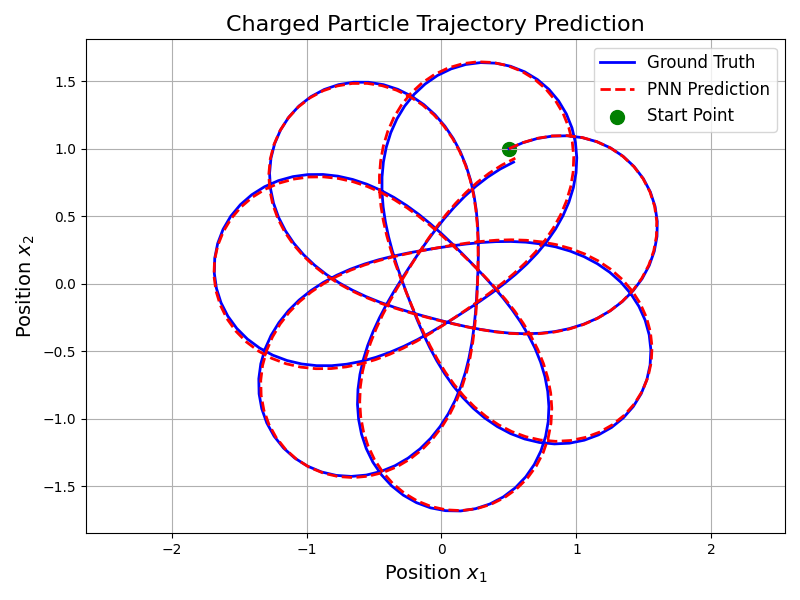 Charged Particle Trajectory Prediction
Ground Truth
PNN Prediction
Start Point
1.5
1.0
0.5
0.0
−0.5
−1.0
−1.5
Position x₂
−2 −1 0 1 2
Position x₁